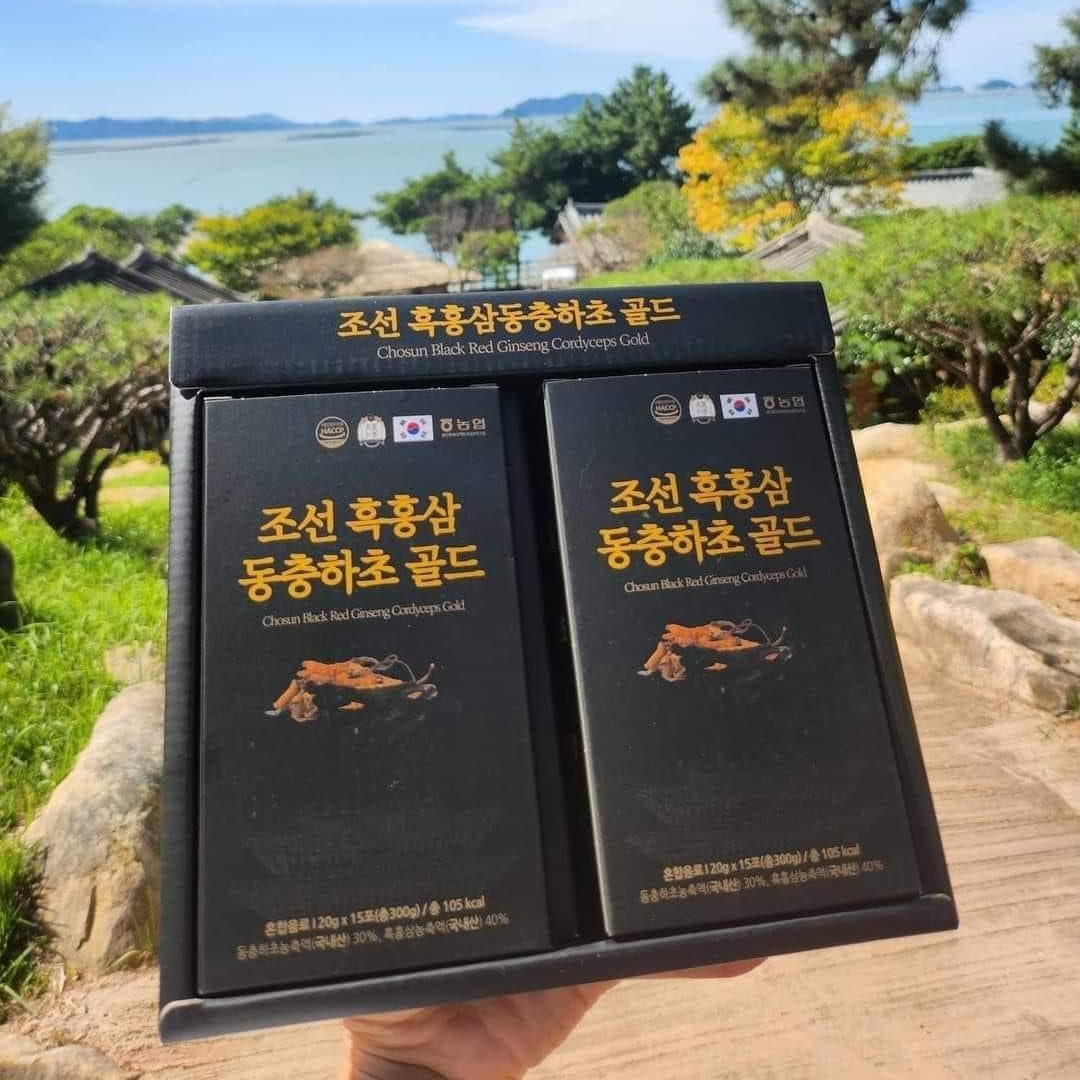 조선 흑홍삼동충하초 골드
Chosun Black Red Ginseng Cordyceps Gold
HACCP
농협
조선 흑홍삼
동충하초 골드
Chosun Black Red Ginseng Cordyceps Gold
혼합음료 I 20g x 15포(총300g) / 총 105 kcal
동충하초농축액(국내산) 30%, 흑홍삼농축액(국내산) 40%
HACCP
농협
조선 흑홍삼
동충하초 골드
Chosun Black Red Ginseng Cordyceps Gold
혼합음료 I 20g x 15포(총300g) / 총 105 kcal
동충하초농축액(국내산) 30%, 흑홍삼농축액(국내산) 40%